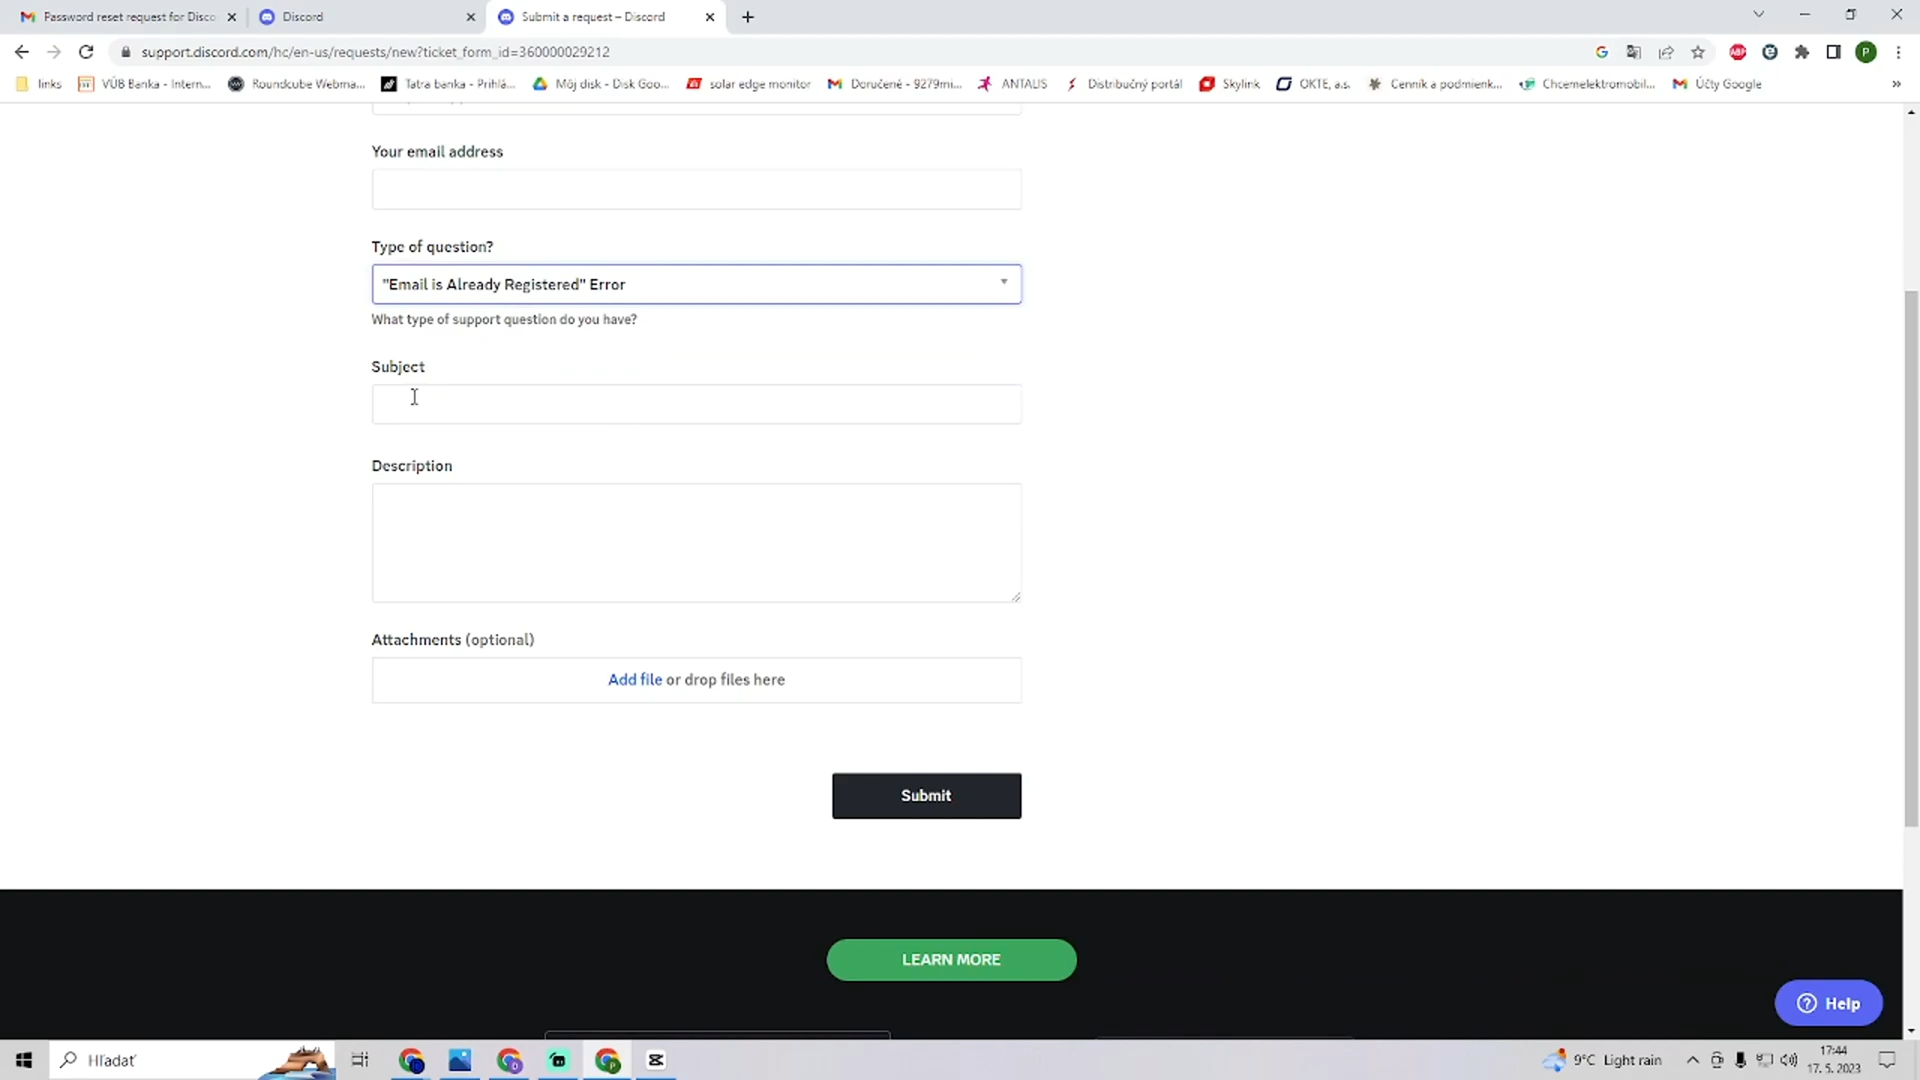 Password reset request for Disco
Discord
Submit a request – Discord
support.discord.com/hc/en-us/requests/new?ticket_form_id=360000029212
links
VÚB Banka - Intern...
Roundcube Webma...
Tatra banka - Prihlá...
Môj disk - Disk Goo...
solar edge monitor
Doručené - 9279mi...
ANTALIS
Distribučný portál
Skylink
OKTE, a.s.
Cenník a podmienk...
Chcemelektromobil...
Účty Google
»
Your email address
Type of question?
"Email is Already Registered" Error
What type of support question do you have?
Subject
Description
Attachments (optional)
Add file or drop files here
Submit
LEARN MORE
Help
Hľadať
9°C Light rain
17:44
17. 5. 2023